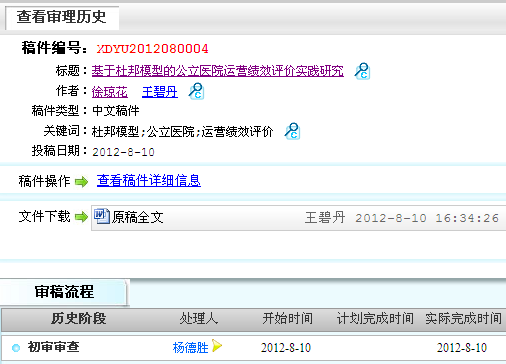 查看审理历史
稿件编号: XDYU2012080004
标题: 基于杜邦模型的公立医院运营绩效评价实践研究
作者: 徐琼花 王碧丹
稿件类型: 中文稿件
关键词: 杜邦模型;公立医院;运营绩效评价
投稿日期: 2012-8-10
稿件操作 查看稿件详细信息
文件下载 原稿全文 王碧丹 2012-8-10 16:34:26
审稿流程
历史阶段 处理人 开始时间 计划完成时间 实际完成时间
初审审查 杨德胜 2012-8-10 2012-8-10